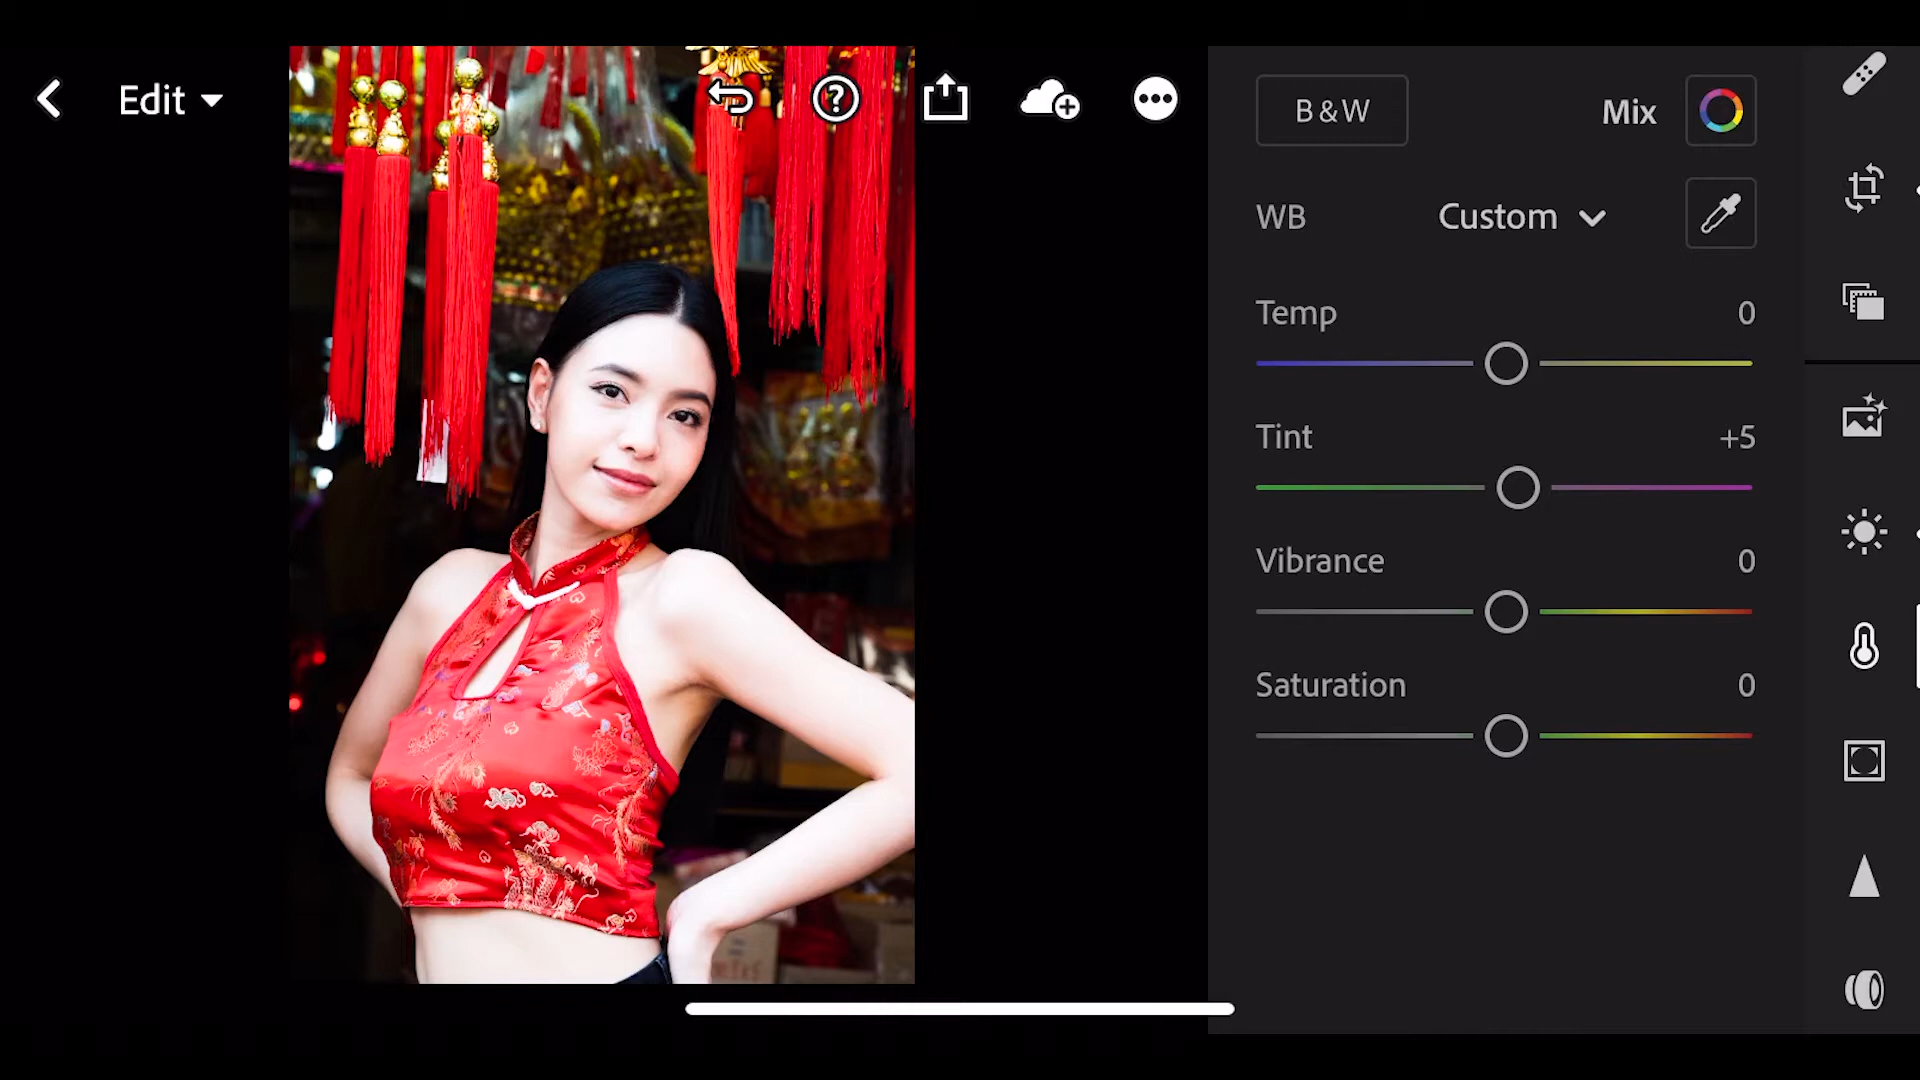 Edit
B&W
Mix
WB
Custom
Temp
0
Tint
+5
Vibrance
0
Saturation
0